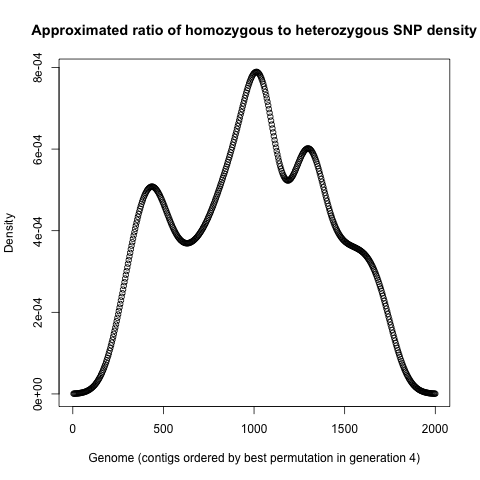 Approximated ratio of homozygous to heterozygous SNP density
8e-04
6e-04
4e-04
2e-04
0e+00
Density
0 500 1000 1500 2000
Genome (contigs ordered by best permutation in generation 4)